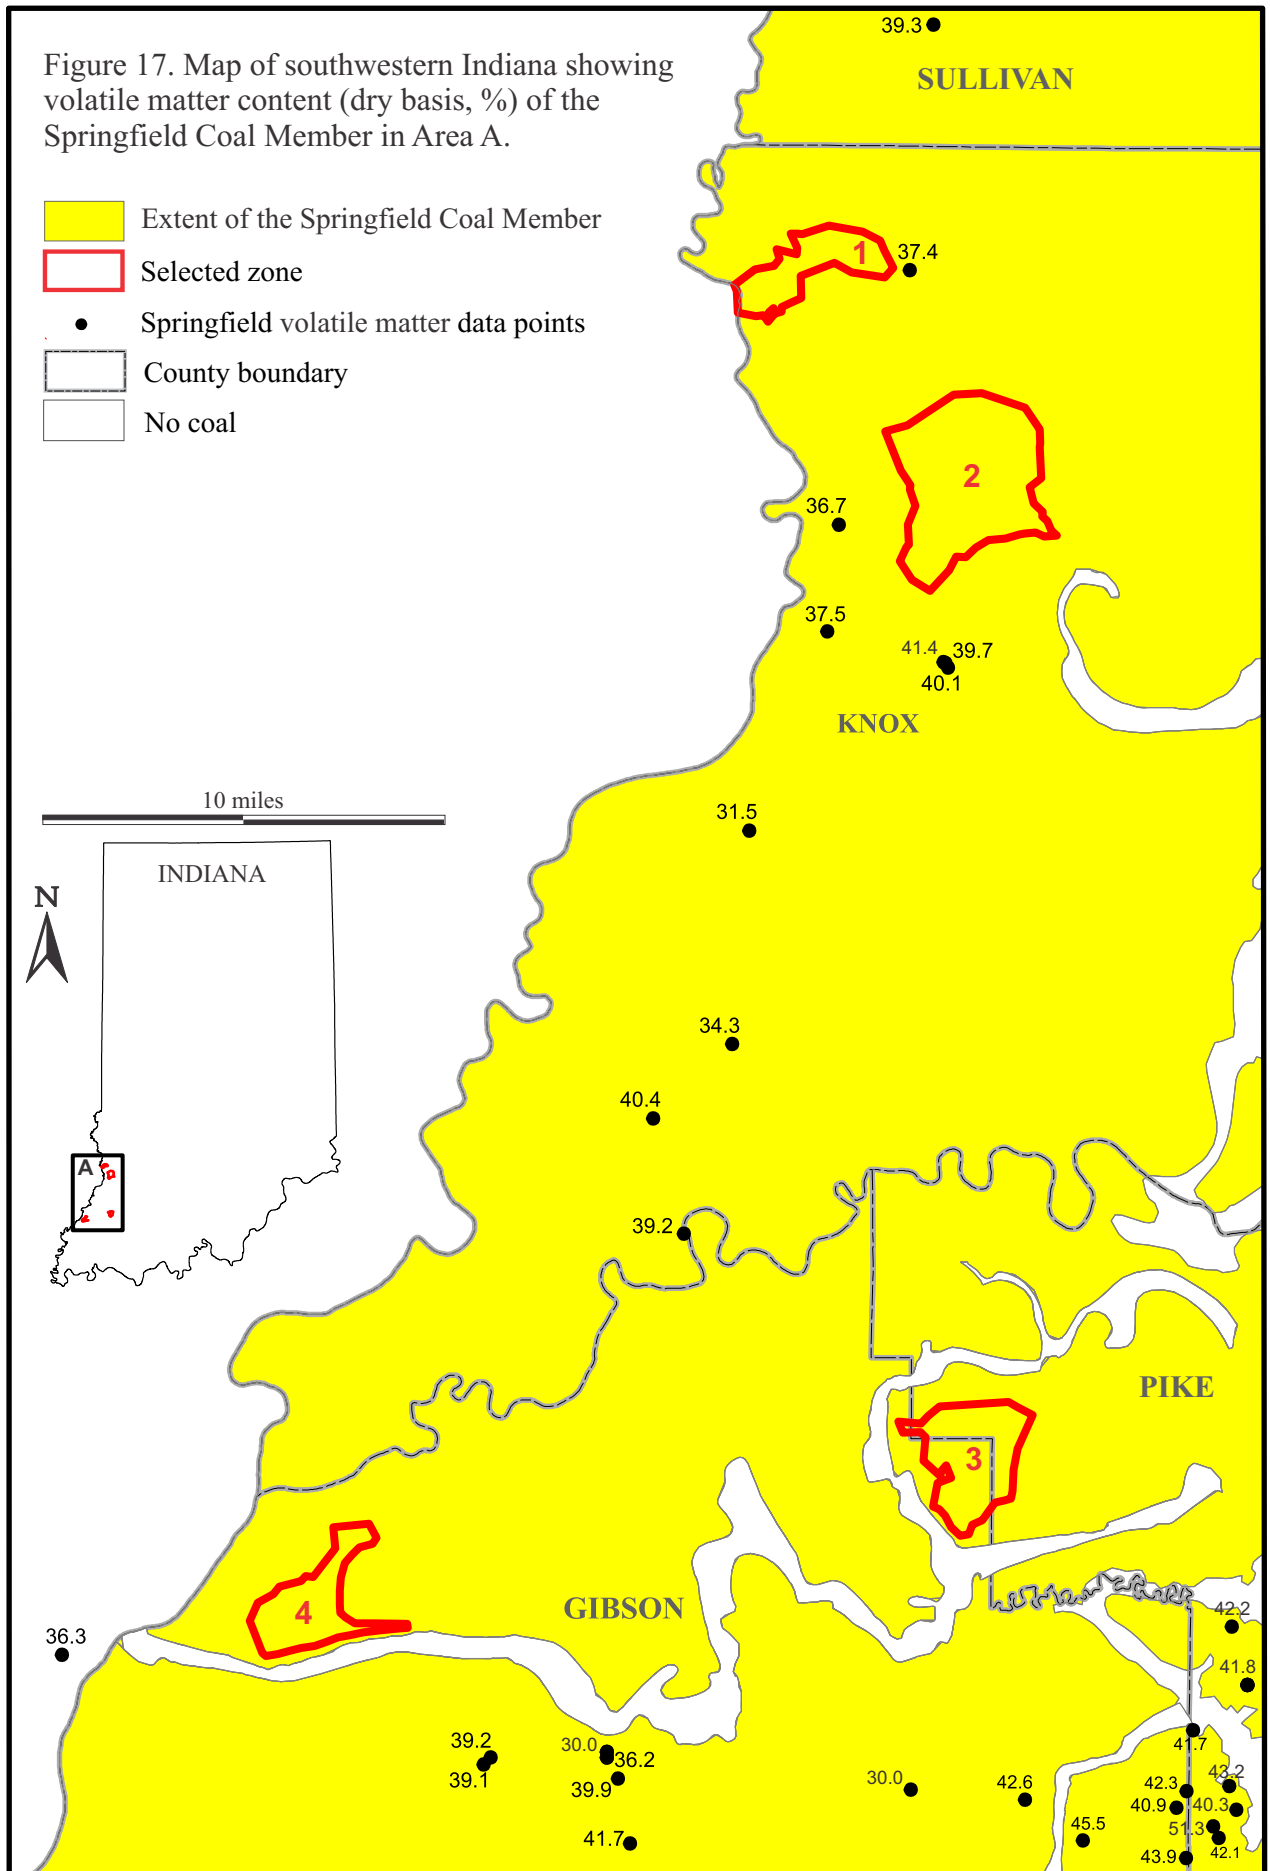 Figure 17. Map of southwestern Indiana showing
volatile matter content (dry basis, %) of the
Springfield Coal Member in Area A.
Extent of the Springfield Coal Member
Selected zone
Springfield volatile matter data points
County boundary
No coal
39.3
SULLIVAN
1
37.4
2
36.7
37.5
41.4
39.7
40.1
KNOX
10 miles
31.5
INDIANA
N
34.3
40.4
A
39.2
PIKE
3
4
GIBSON
42.2
36.3
41.8
41.7
39.2
30.0
36.2
39.1
39.9
30.0
42.6
43.2
42.3
40.9
40.3
45.5
51.3
41.7
42.1
43.9